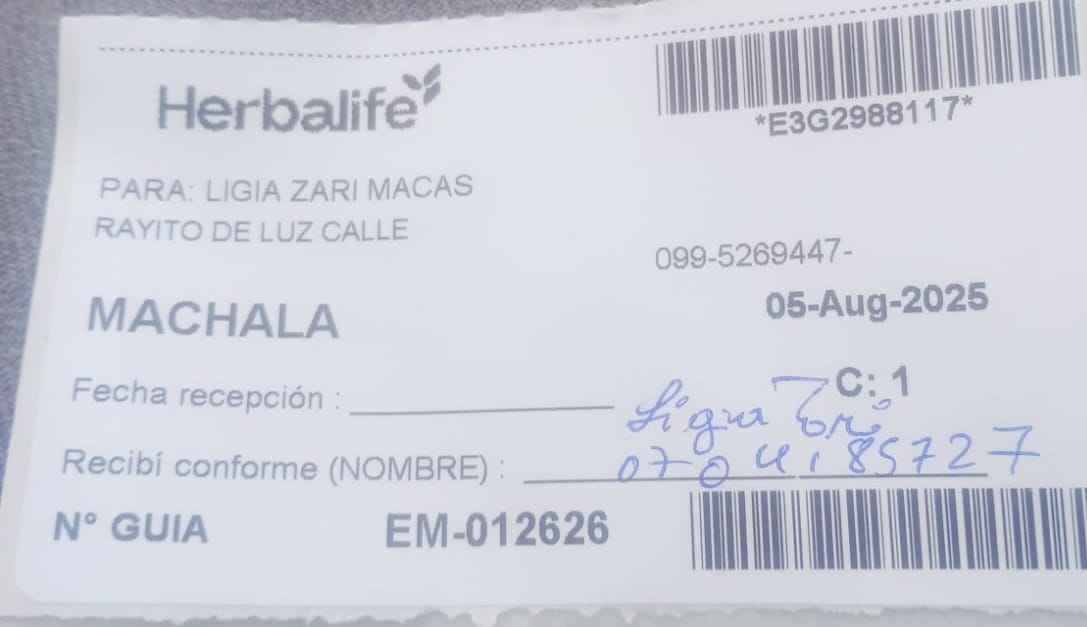 Herbalife
*E3G2988117*
PARA: LIGIA ZARI MACAS
RAYITO DE LUZ CALLE
099-5269447-
MACHALA
05-Aug-2025
C: 1
Fecha recepción :
Ligia Zari
Recibí conforme (NOMBRE) : 0704185727
N° GUIA EM-012626